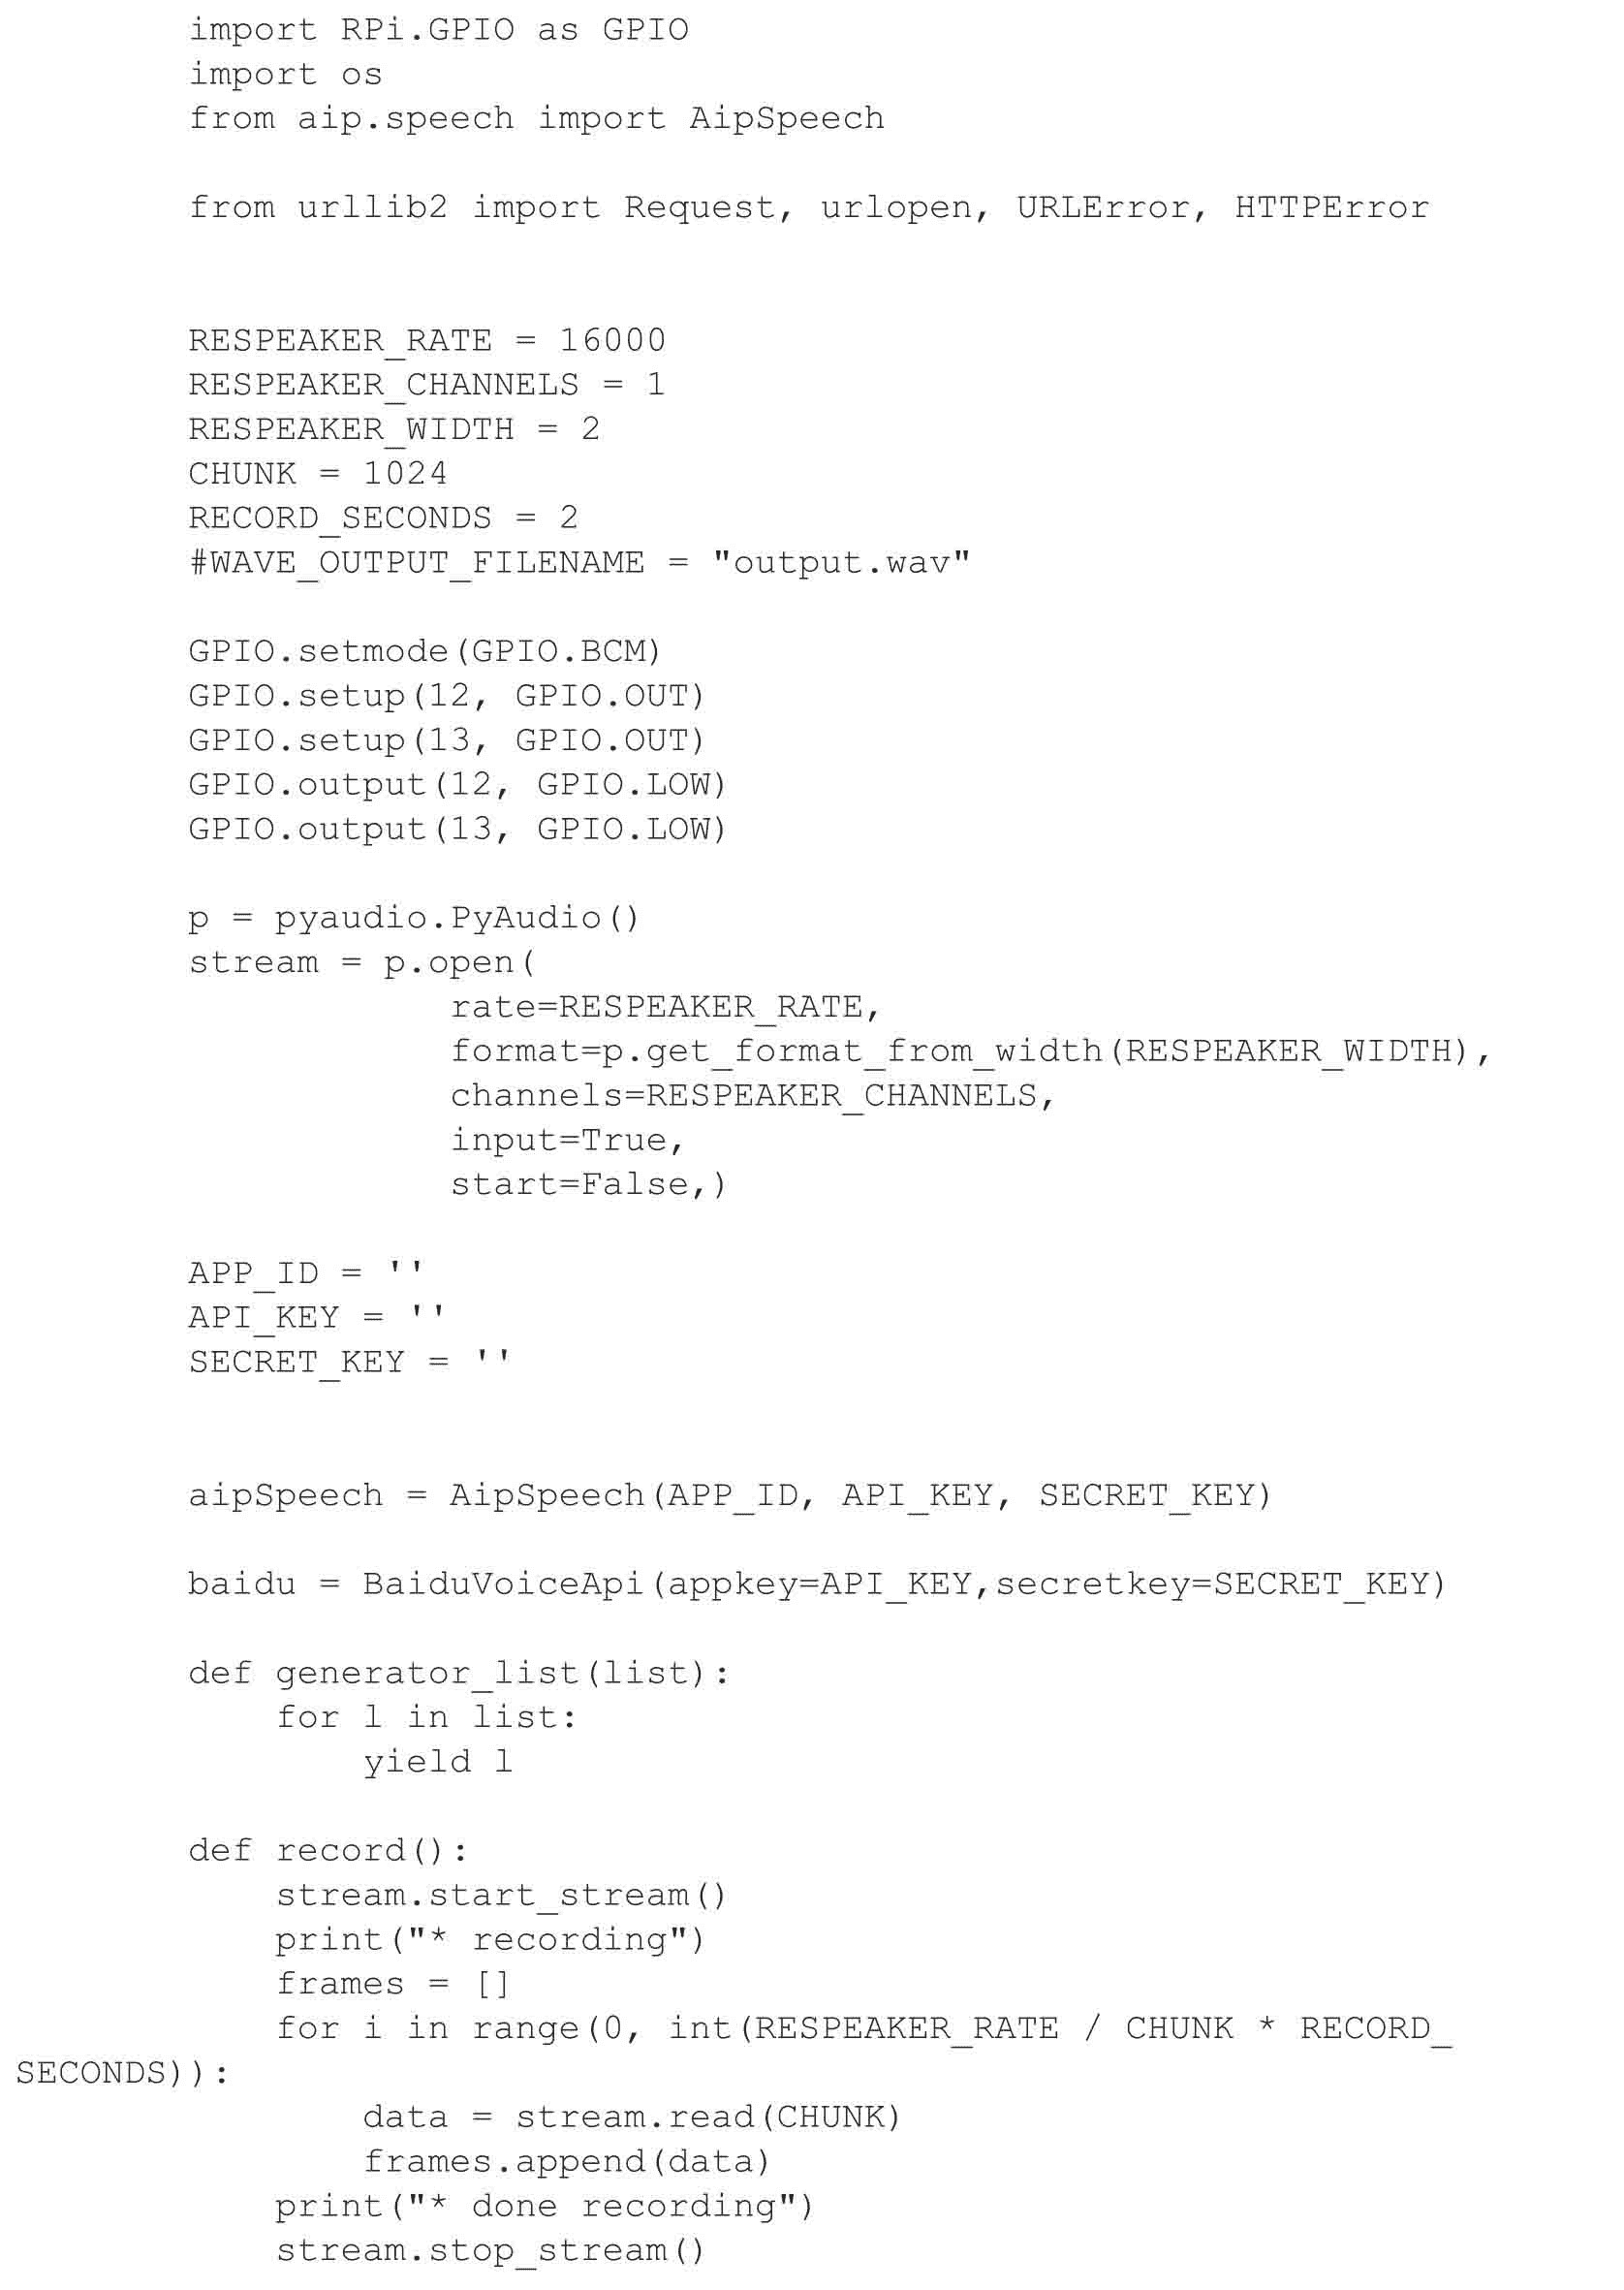 import RPi.GPIO as GPIO
import os
from aip.speech import AipSpeech
from urllib2 import Request, urlopen, URLError, HTTPError
RESPEAKER_RATE = 16000
RESPEAKER_CHANNELS = 1
RESPEAKER_WIDTH = 2
CHUNK = 1024
RECORD_SECONDS = 2
#WAVE_OUTPUT_FILENAME = "output.wav"
GPIO.setmode(GPIO.BCM)
GPIO.setup(12, GPIO.OUT)
GPIO.setup(13, GPIO.OUT)
GPIO.output(12, GPIO.LOW)
GPIO.output(13, GPIO.LOW)
p = pyaudio.PyAudio()
stream = p.open(
            rate=RESPEAKER_RATE,
            format=p.get_format_from_width(RESPEAKER_WIDTH),
            channels=RESPEAKER_CHANNELS,
            input=True,
            start=False,)
APP_ID = ''
API_KEY = ''
SECRET_KEY = ''
aipSpeech = AipSpeech(APP_ID, API_KEY, SECRET_KEY)
baidu = BaiduVoiceApi(appkey=API_KEY,secretkey=SECRET_KEY)
def generator_list(list):
    for l in list:
        yield l
def record():
    stream.start_stream()
    print("* recording")
    frames = []
    for i in range(0, int(RESPEAKER_RATE / CHUNK * RECORD_
SECONDS)):
        data = stream.read(CHUNK)
        frames.append(data)
    print("* done recording")
    stream.stop_stream()